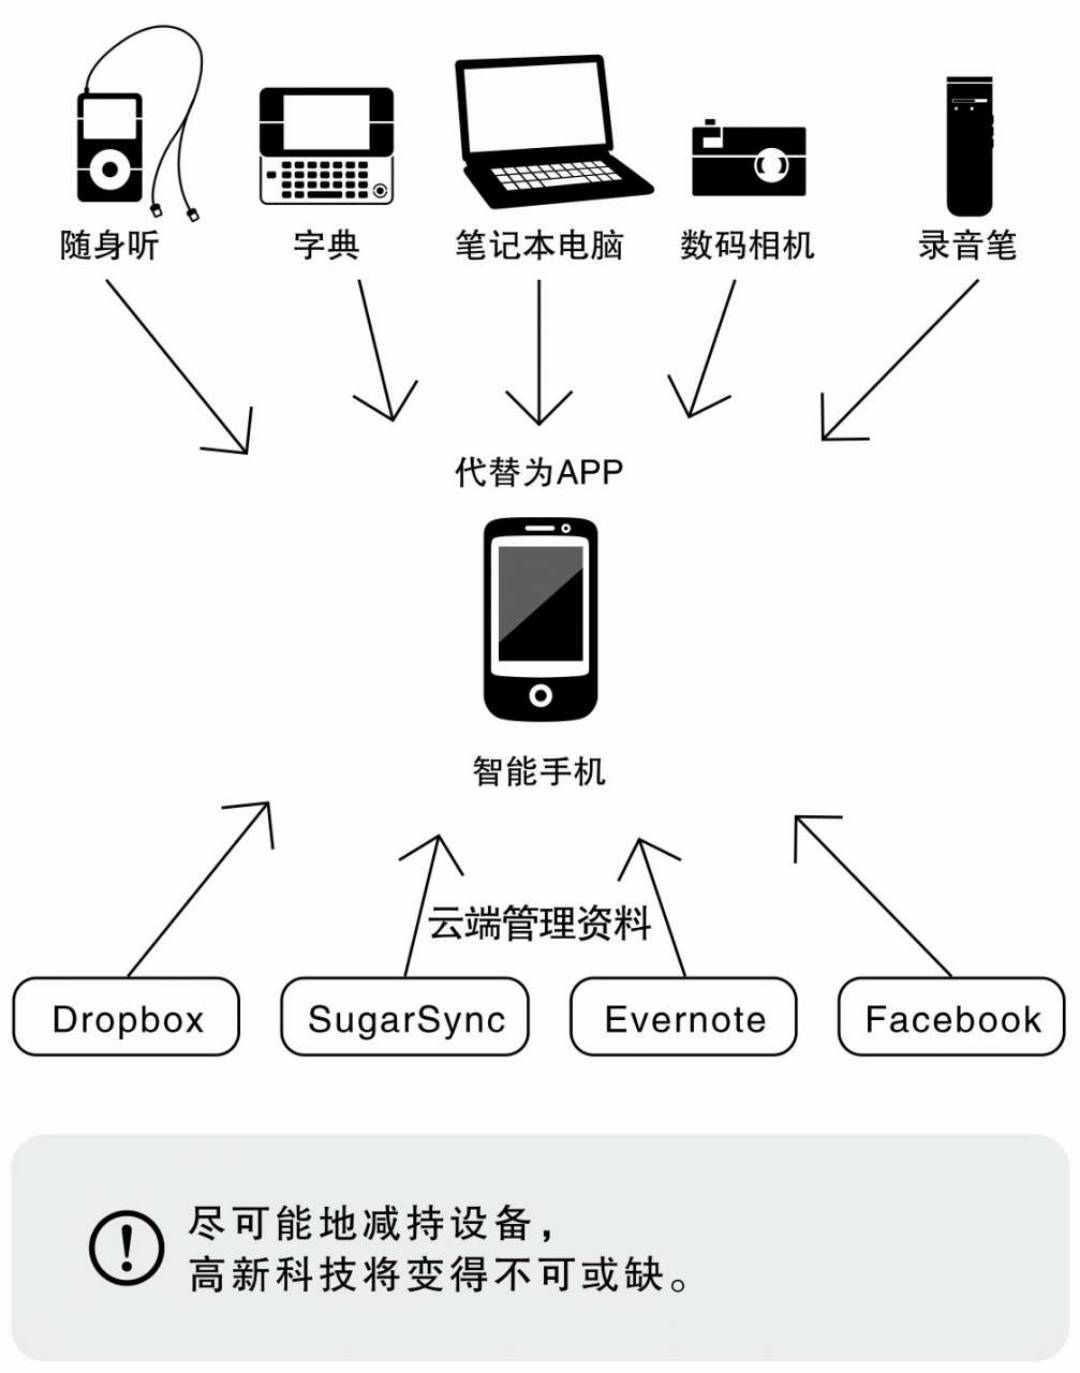 随身听
字典
笔记本电脑
数码相机
录音笔
代替为APP
智能手机
云端管理资料
Dropbox
SugarSync
Evernote
Facebook
尽可能地减持设备，
高新科技将变得不可或缺。